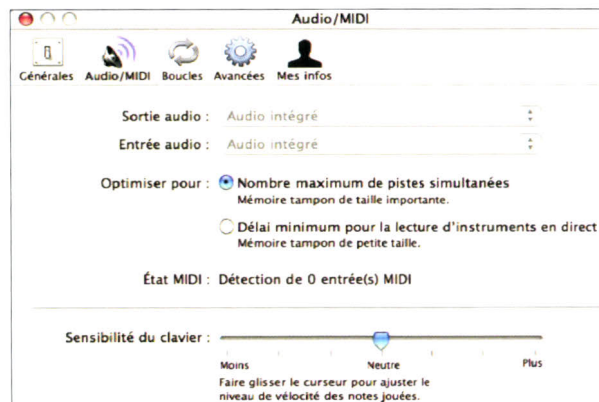 Audio/MIDI
Générales Audio/MIDI Boucles Avancées Mes infos
Sortie audio : Audio intégré
Entrée audio : Audio intégré
Optimiser pour : Nombre maximum de pistes simultanées
Mémoire tampon de taille importante.
Délai minimum pour la lecture d'instruments en direct
Mémoire tampon de petite taille.
État MIDI : Détection de 0 entrée(s) MIDI
Sensibilité du clavier :
Moins Neutre Plus
Faire glisser le curseur pour ajuster le
niveau de vélocité des notes jouées.